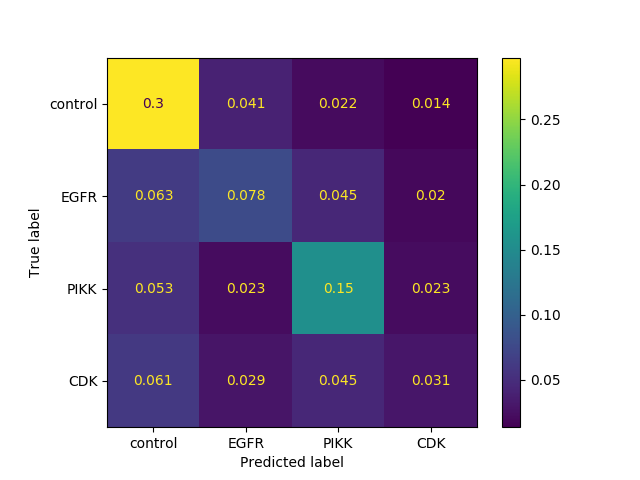 control 0.3 0.041 0.022 0.014
EGFR 0.063 0.078 0.045 0.02
PIKK 0.053 0.023 0.15 0.023
CDK 0.061 0.029 0.045 0.031
control EGFR PIKK CDK
Predicted label
True label
0.25
0.20
0.15
0.10
0.05